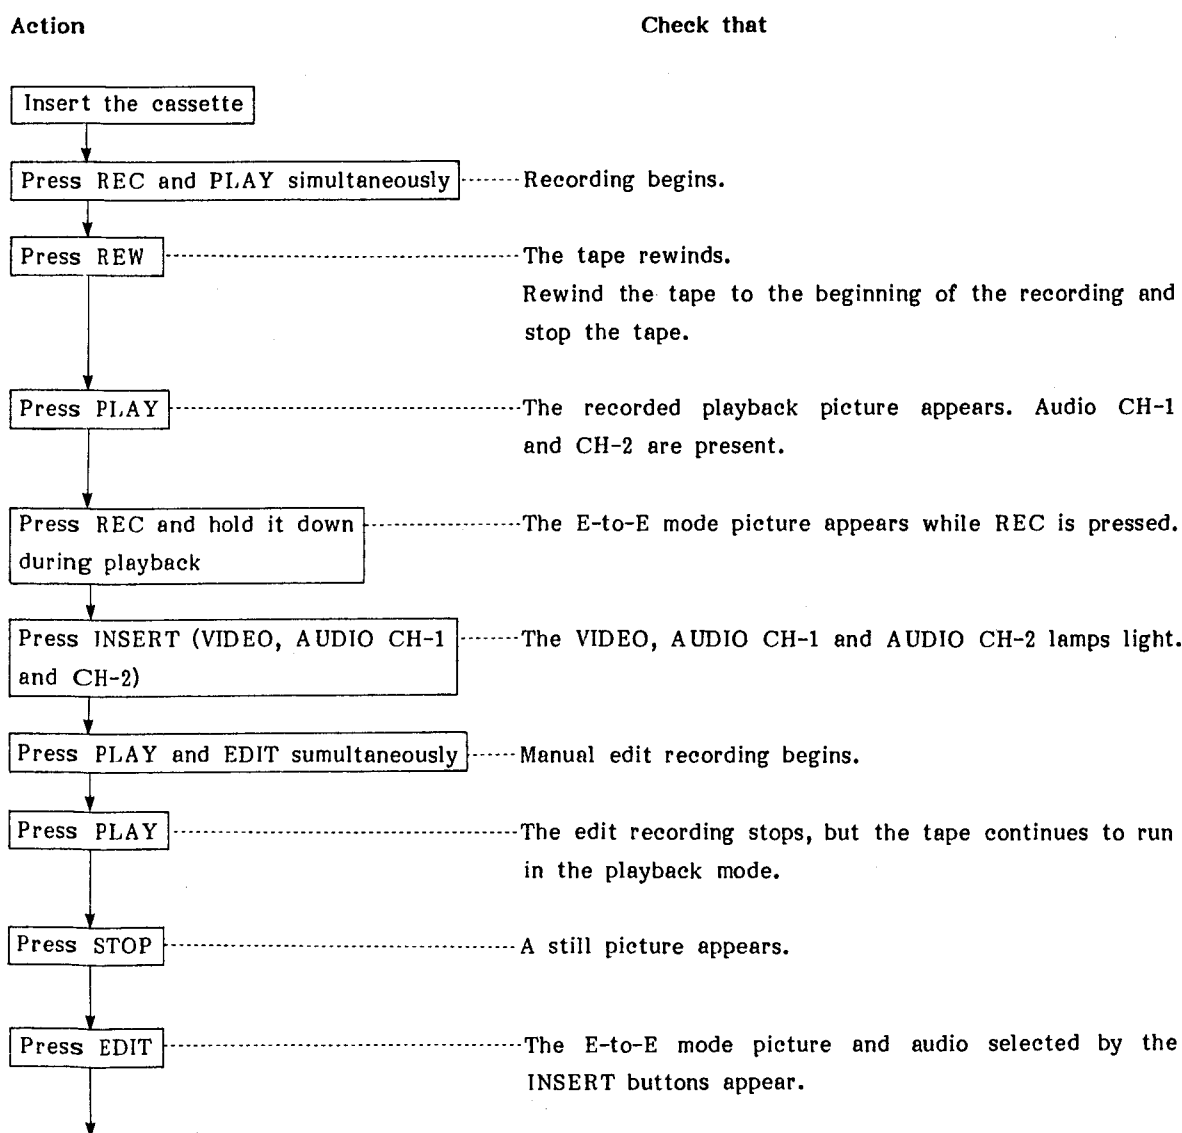 Action Check that
Insert the cassette
Press REC and PLAY simultaneously Recording begins.
Press REW The tape rewinds.
Rewind the tape to the beginning of the recording and
stop the tape.
Press PLAY The recorded playback picture appears. Audio CH-1
and CH-2 are present.
Press REC and hold it down The E-to-E mode picture appears while REC is pressed.
during playback
Press INSERT (VIDEO, AUDIO CH-1 The VIDEO, AUDIO CH-1 and AUDIO CH-2 lamps light.
and CH-2)
Press PLAY and EDIT sumultaneously Manual edit recording begins.
Press PLAY The edit recording stops, but the tape continues to run
in the playback mode.
Press STOP A still picture appears.
Press EDIT The E-to-E mode picture and audio selected by the
INSERT buttons appear.